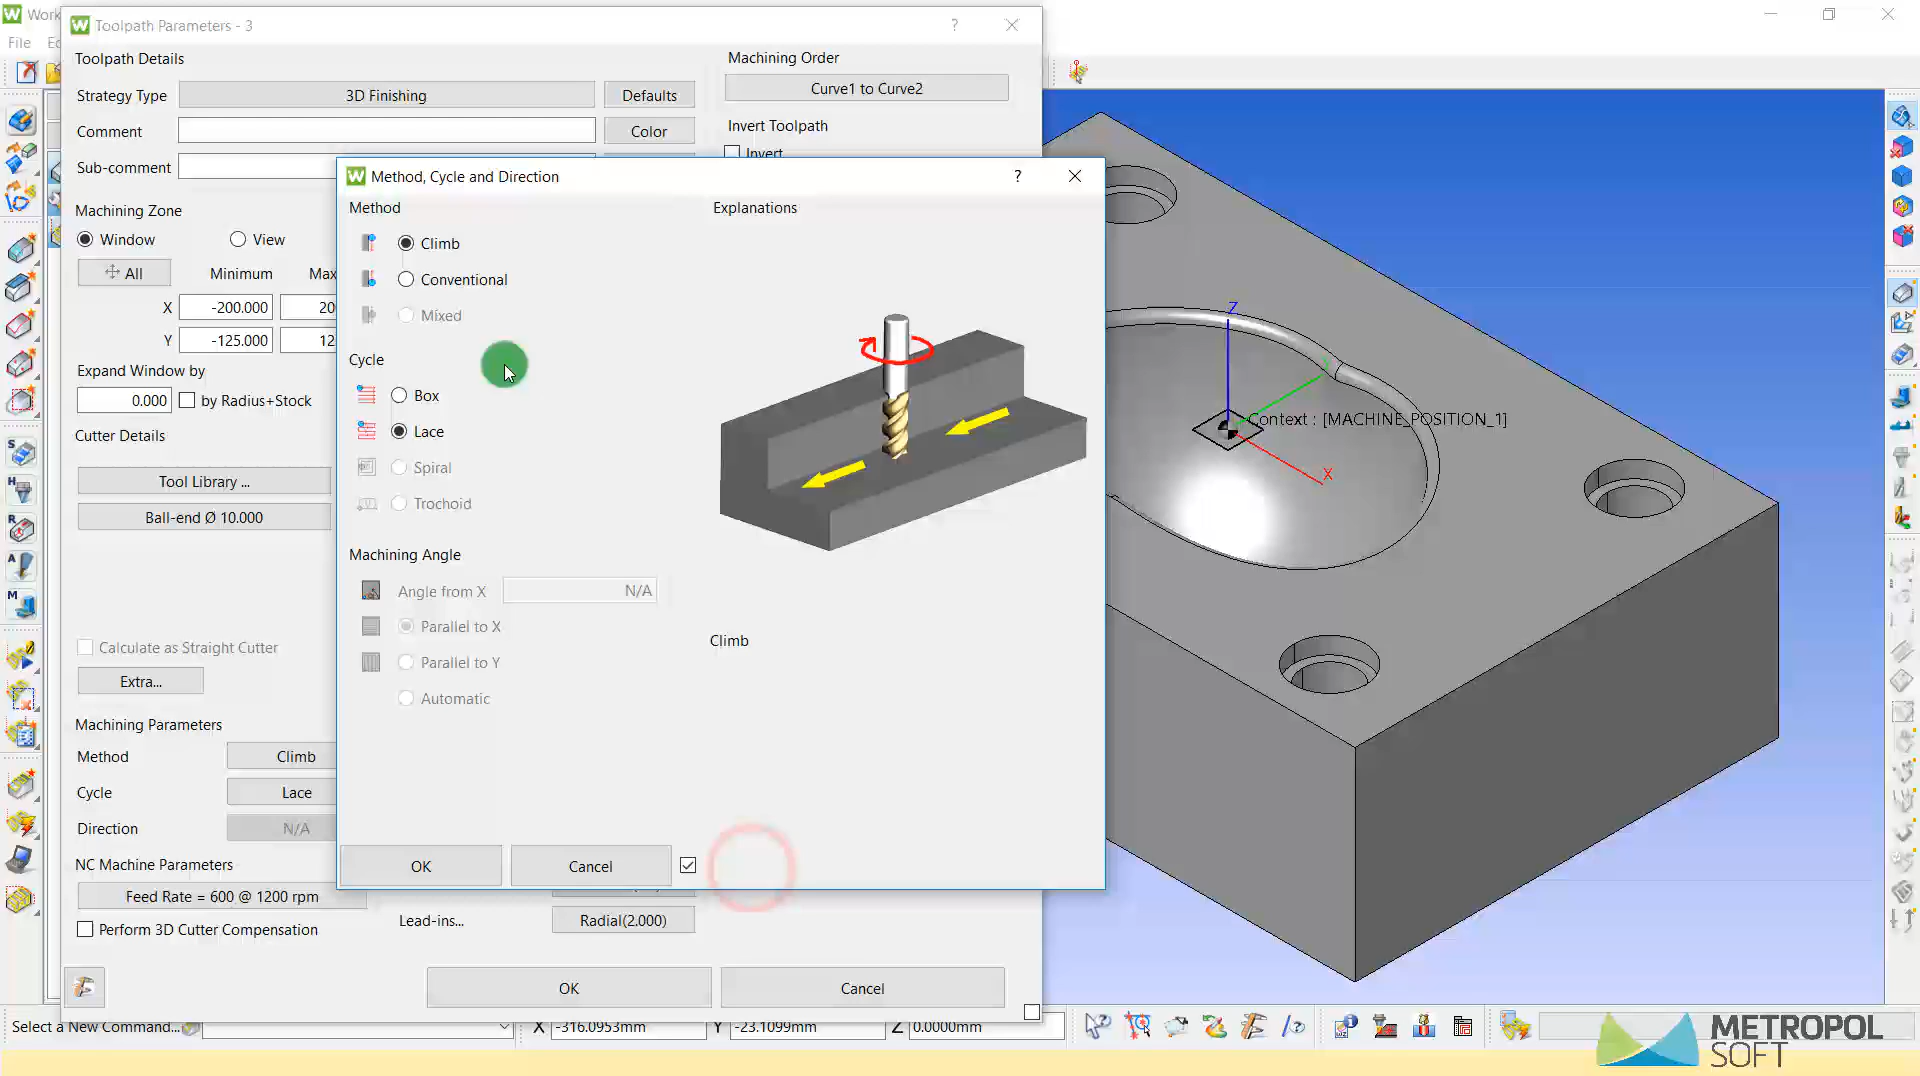 Work
Toolpath Parameters - 3
?
File
Toolpath Details
Strategy Type
3D Finishing
Defaults
Comment
Color
Sub-comment
Machining Order
Curve1 to Curve2
Invert Toolpath
Invert
Machining Zone
Window
View
All
Minimum
X
-200.000
Y
-125.000
Expand Window by
0.000
by Radius+Stock
Cutter Details
Tool Library ...
Ball-end Ø 10.000
Calculate as Straight Cutter
Extra...
Machining Parameters
Method
Climb
Cycle
Lace
Direction
N/A
NC Machine Parameters
Feed Rate = 600 @ 1200 rpm
Perform 3D Cutter Compensation
Lead-ins...
Radial(2.000)
OK
Cancel
Method, Cycle and Direction
?
Method
Climb
Conventional
Mixed
Cycle
Box
Lace
Spiral
Trochoid
Machining Angle
Angle from X
N/A
Parallel to X
Parallel to Y
Automatic
Explanations
Climb
OK
Cancel
Z
X
Context : [MACHINE_POSITION_1]
Select a New Command...
X
-316.0953mm
Y
-23.1099mm
Z
0.0000mm
METROPOL
SOFT